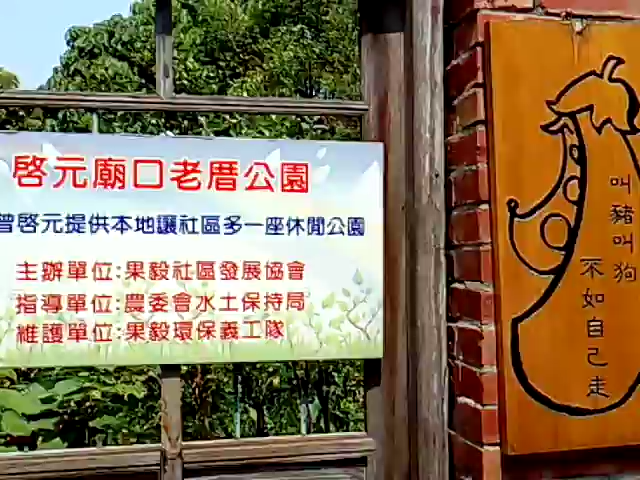 啓元廟口老厝公園
曾啓元提供本地讓社區多一座休閒公園
主辦單位:果毅社區發展協會
指導單位:農委會水土保持局
維護單位:果毅環保義工隊
叫豬叫狗
不如自己走